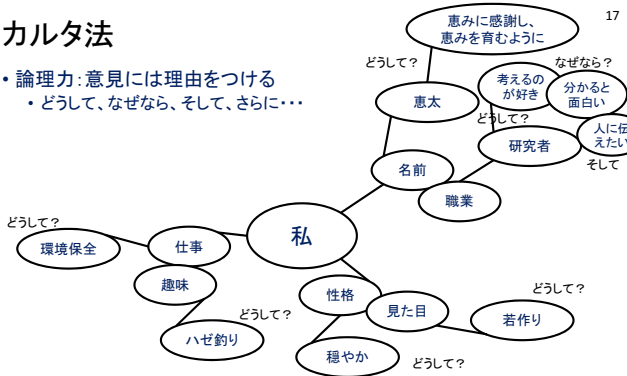 17
カルタ法
• 論理力：意見には理由をつける
• どうして、なぜなら、そして、さらに･･･
恵みに感謝し、
恵みを育むように
どうして？
恵太
名前
考えるの
が好き
なぜなら？
分かると
面白い
どうして？
研究者
人に伝
えたい
そして
職業
私
どうして？
環境保全
仕事
趣味
どうして？
ハゼ釣り
性格
見た目
どうして？
若作り
穏やか
どうして？